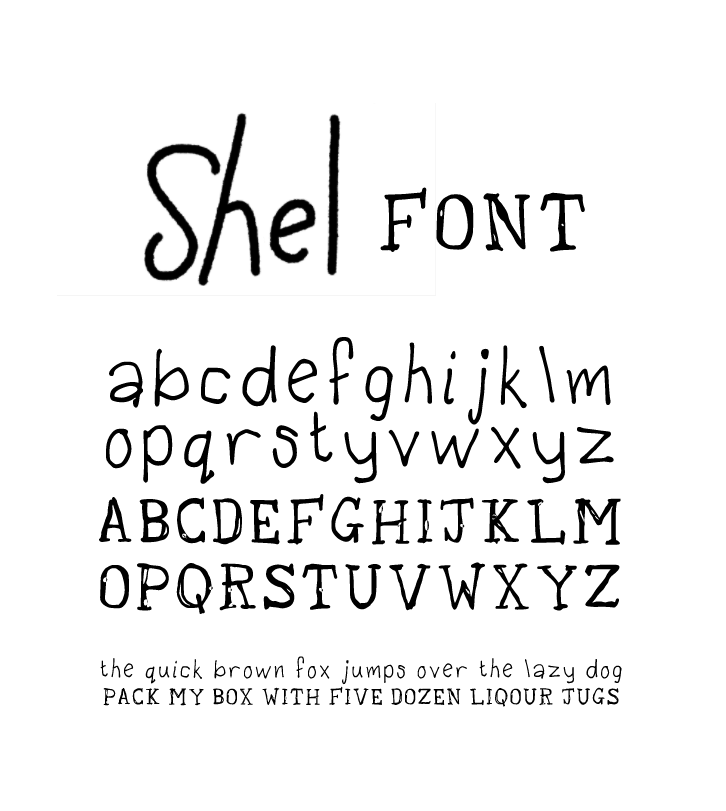 Shel FONT
abcdefghijklm
opqrstyvwxyz
ABCDEFGHIJKLM
OPQRSTUVWXYZ
the quick brown fox jumps over the lazy dog
PACK MY BOX WITH FIVE DOZEN LIQOUR JUGS